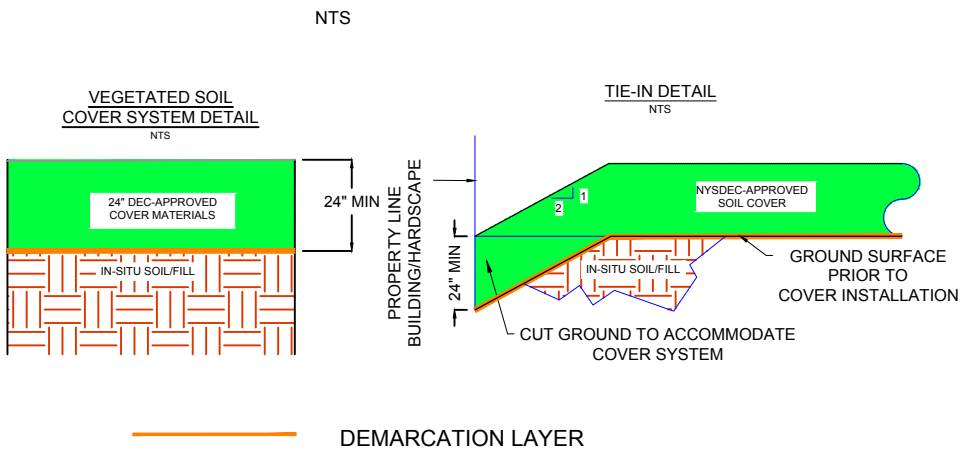 NTS
VEGETATED SOIL
COVER SYSTEM DETAIL
NTS
24" DEC-APPROVED
COVER MATERIALS
24" MIN
IN-SITU SOIL/FILL
TIE-IN DETAIL
NTS
PROPERTY LINE
BUILDING/HARDSCAPE
1
2
NYSDEC-APPROVED
SOIL COVER
24" MIN
IN-SITU SOIL/FILL
GROUND SURFACE
PRIOR TO
COVER INSTALLATION
CUT GROUND TO ACCOMMODATE
COVER SYSTEM
DEMARCATION LAYER